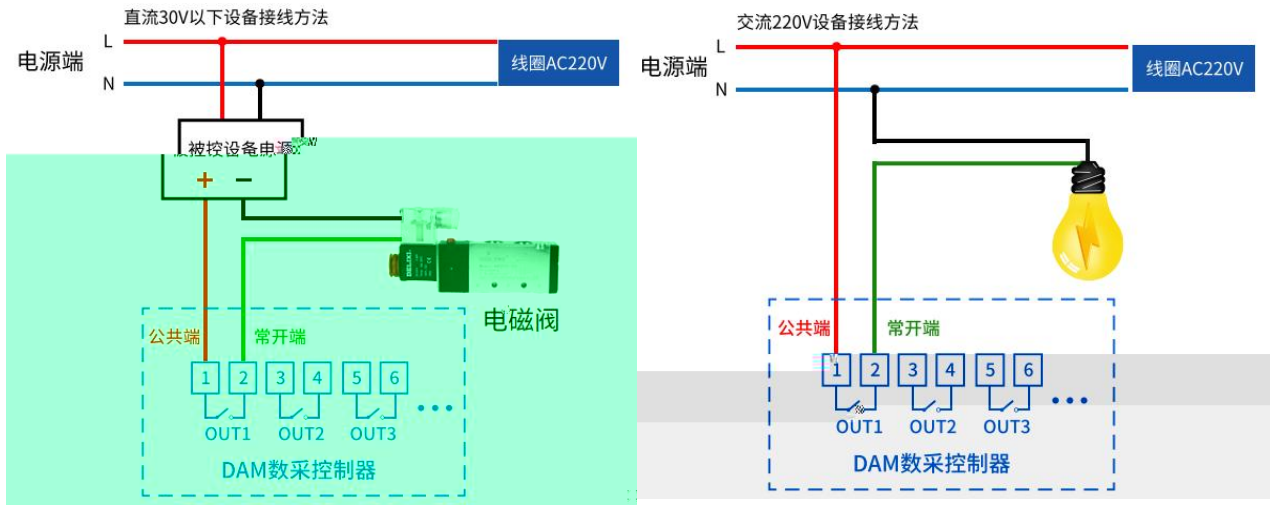 直流30V以下设备接线方法
L
电源端
线圈AC220V
N
被控设备电源
+ −
DELIXI
电磁阀
公共端 常开端
1 2 3 4 5 6
OUT1 OUT2 OUT3
DAM数采控制器
交流220V设备接线方法
L
电源端
线圈AC220V
N
公共端 常开端
1 2 3 4 5 6
OUT1 OUT2 OUT3
DAM数采控制器